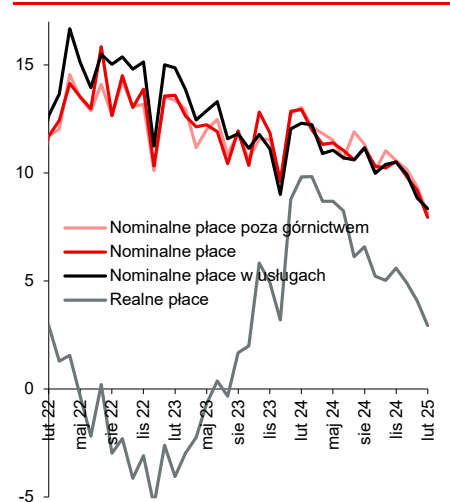 15
10
5
0
-5
Nominalne płace poza górnictwem
Nominalne płace
Nominalne płace w usługach
Realne płace
lut 22
maj 22
sie 22
lis 22
lut 23
maj 23
sie 23
lis 23
lut 24
maj 24
sie 24
lis 24
lut 25